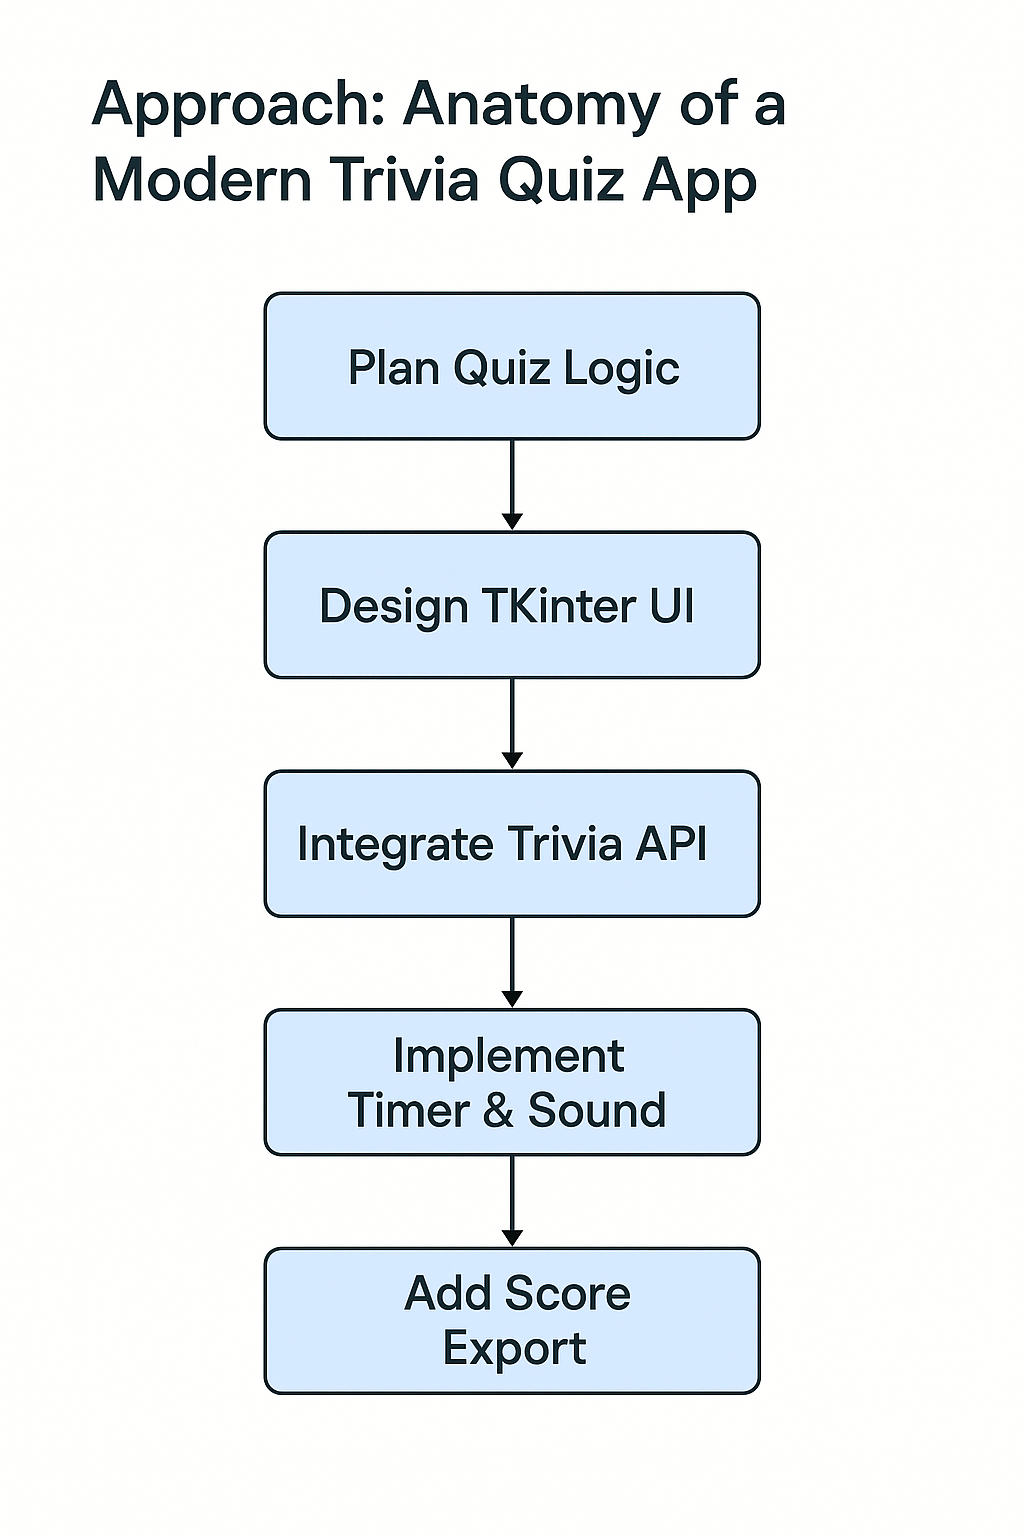 Approach: Anatomy of a
Modern Trivia Quiz App
Plan Quiz Logic
Design TKinter UI
Integrate Trivia API
Implement
Timer & Sound
Add Score
Export